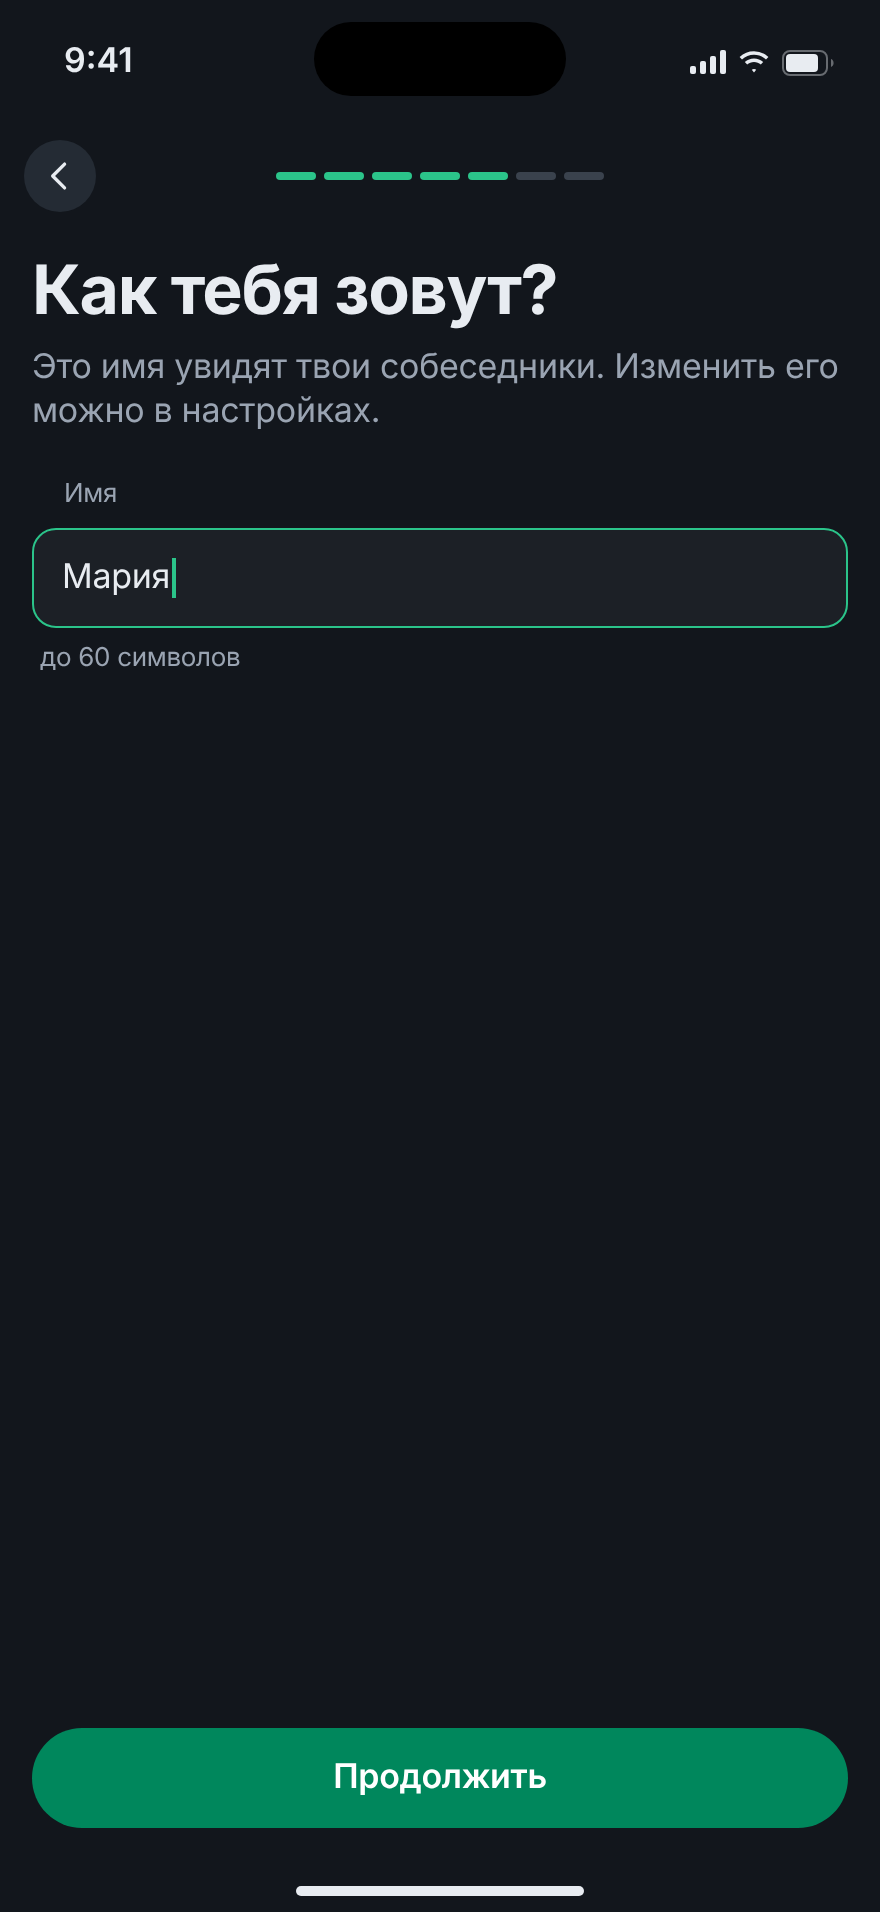 9:41
Как тебя зовут?
Это имя увидят твои собеседники. Изменить его
можно в настройках.
Имя
Мария
до 60 символов
Продолжить